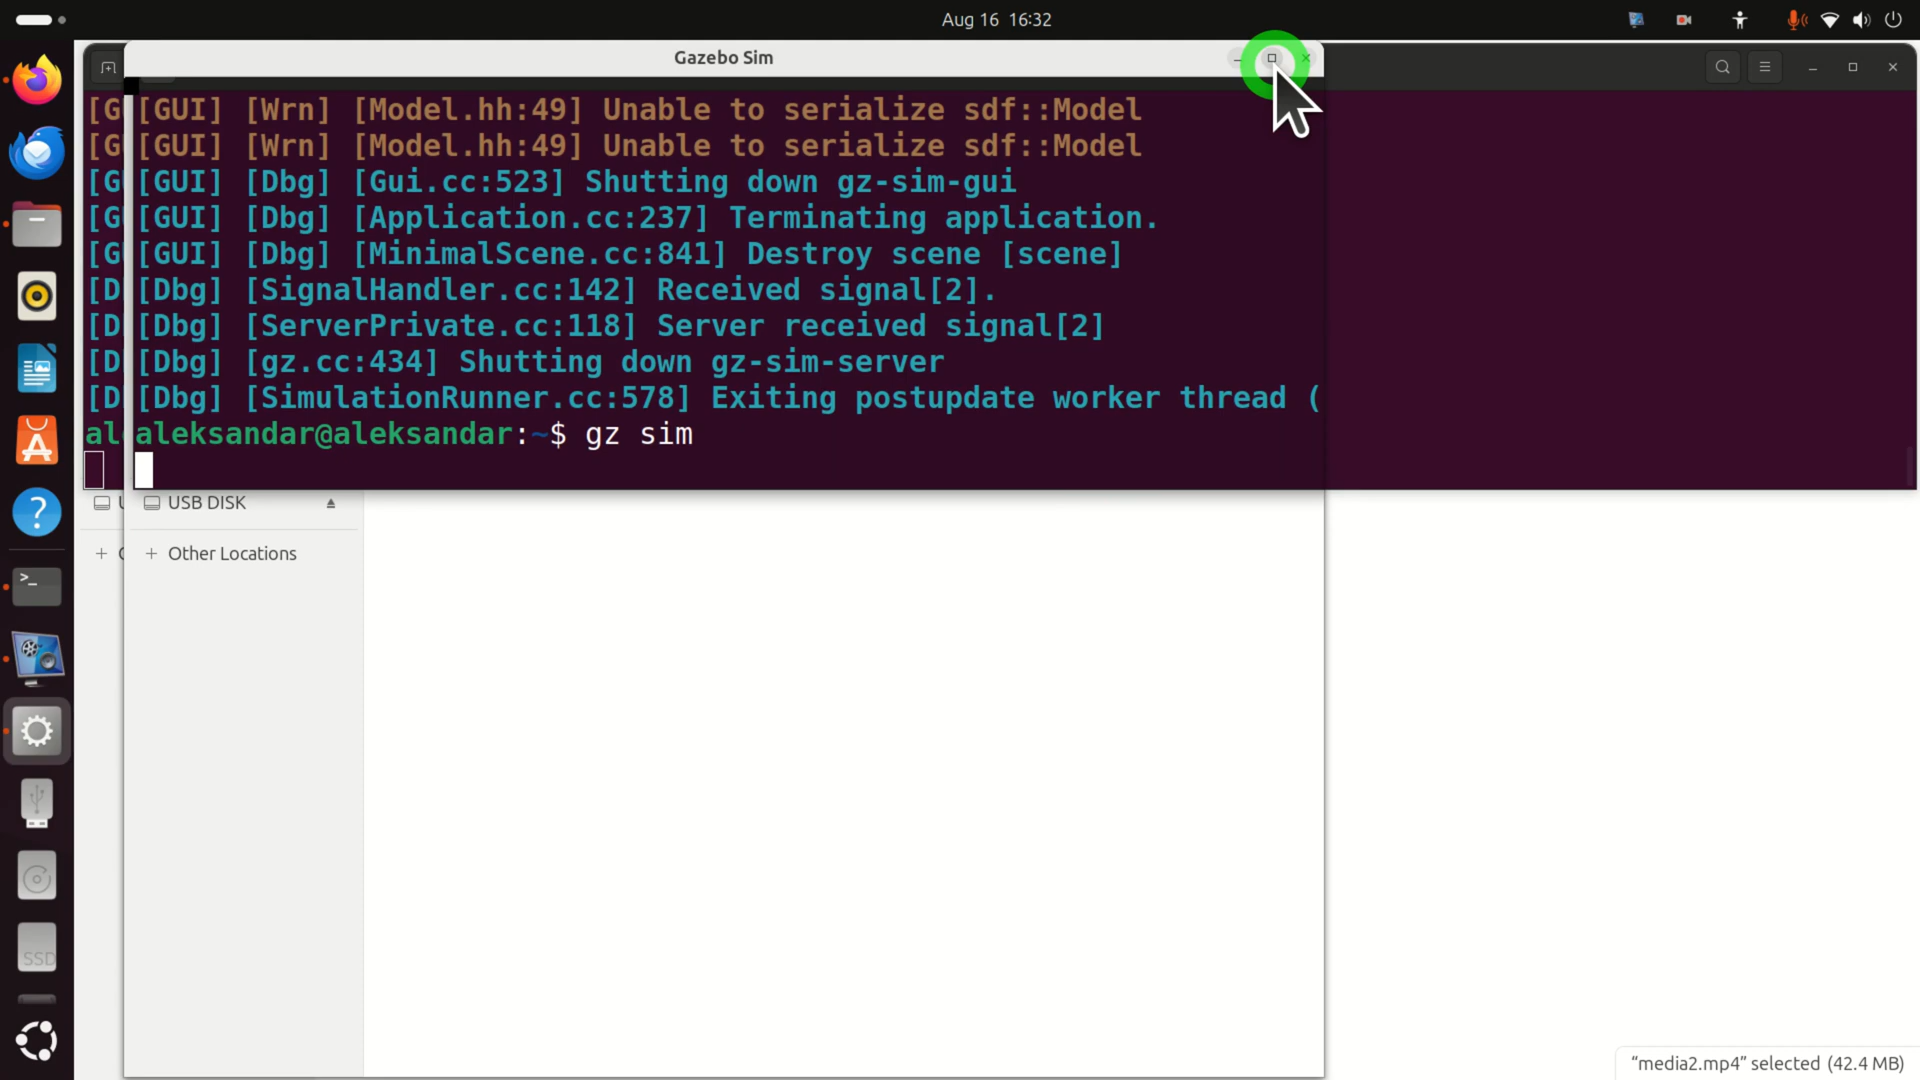 Aug 16 16:32
Gazebo Sim
[G [GUI] [Wrn] [Model.hh:49] Unable to serialize sdf::Model
[G [GUI] [Wrn] [Model.hh:49] Unable to serialize sdf::Model
[G [GUI] [Dbg] [Gui.cc:523] Shutting down gz-sim-gui
[G [GUI] [Dbg] [Application.cc:237] Terminating application.
[G [GUI] [Dbg] [MinimalScene.cc:841] Destroy scene [scene]
[D [Dbg] [SignalHandler.cc:142] Received signal[2].
[D [Dbg] [ServerPrivate.cc:118] Server received signal[2]
[D [Dbg] [gz.cc:434] Shutting down gz-sim-server
[D [Dbg] [SimulationRunner.cc:578] Exiting postupdate worker thread (
al aleksandar@aleksandar:~$ gz sim
USB DISK
+ + Other Locations
SSD
"media2.mp4" selected (42.4 MB)